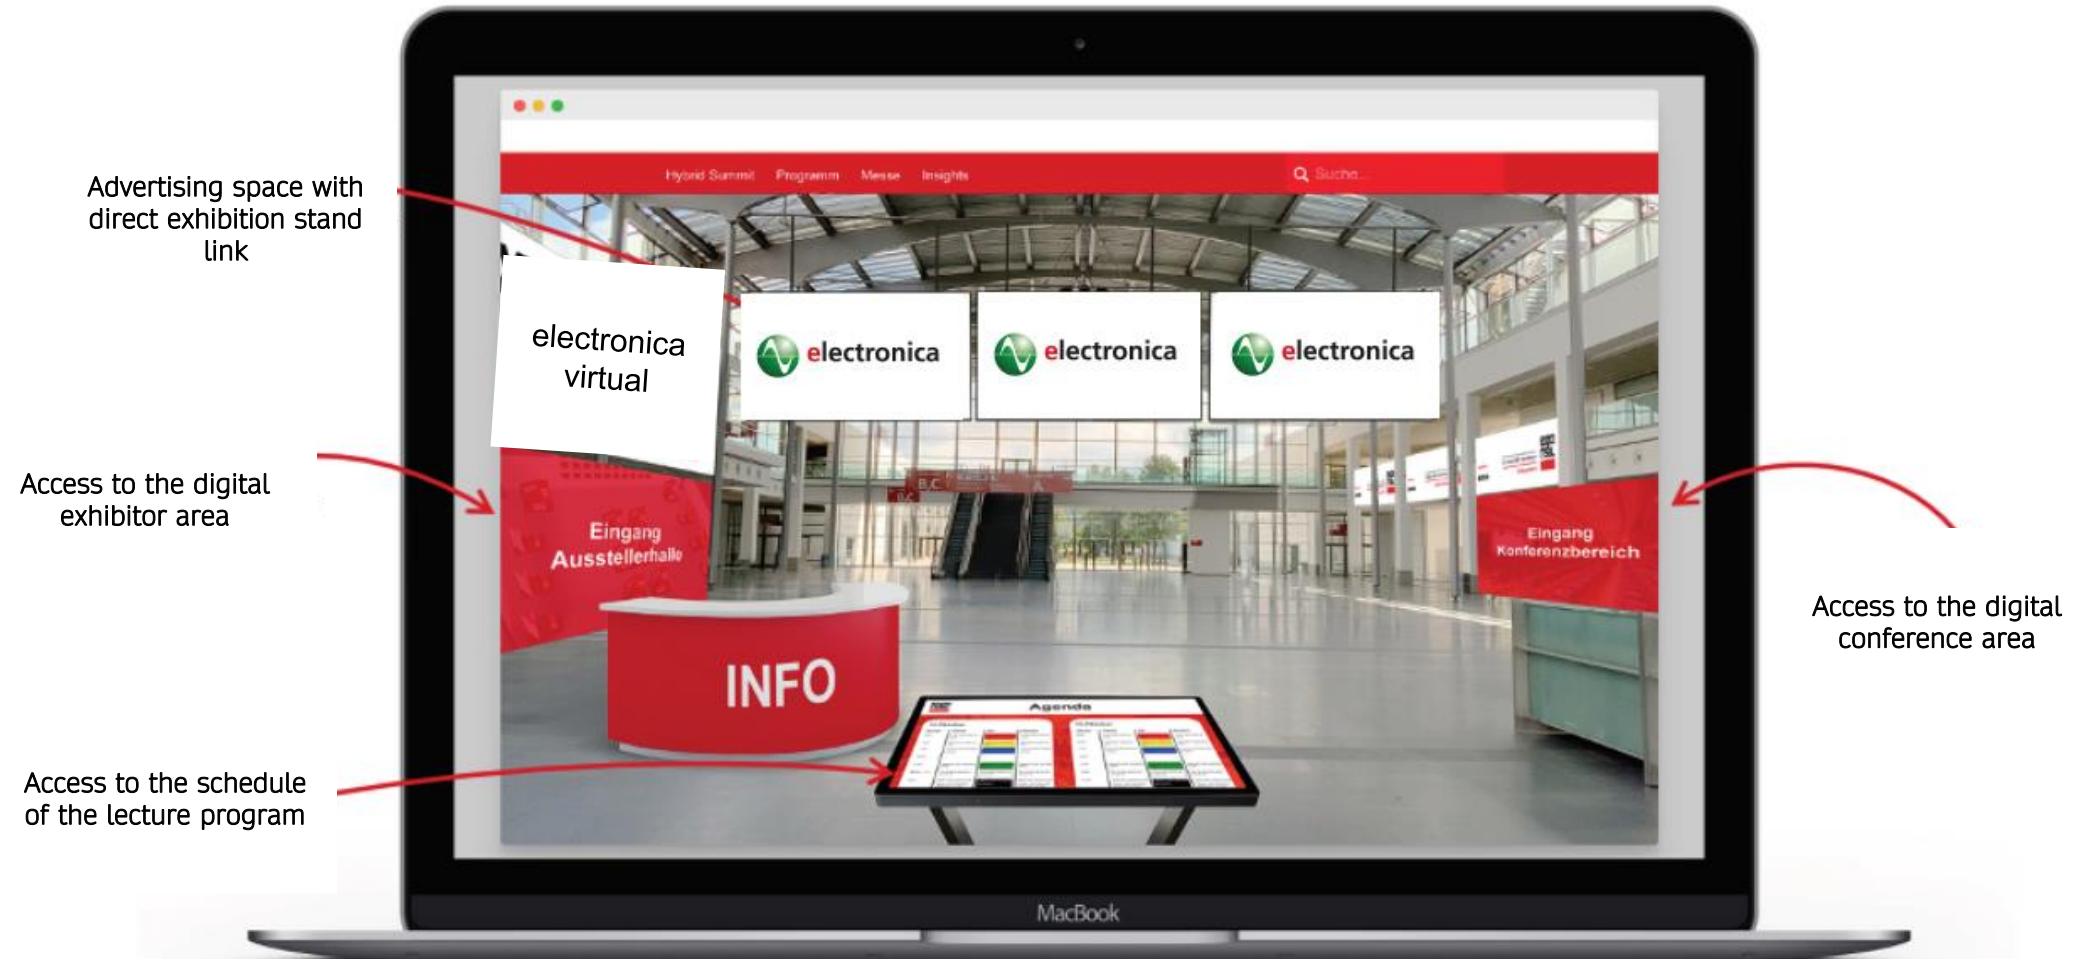 Hybrid Summit Programm Messe Insights
Suche...
Advertising space with
direct exhibition stand
link
electronica
virtual
electronica
electronica
electronica
Access to the digital
exhibitor area
B,C
B,C
A
Eingang
Ausstellerhalle
Eingang
Konferenzbereich
Access to the digital
conference area
INFO
Agenda
Access to the schedule
of the lecture program
MacBook